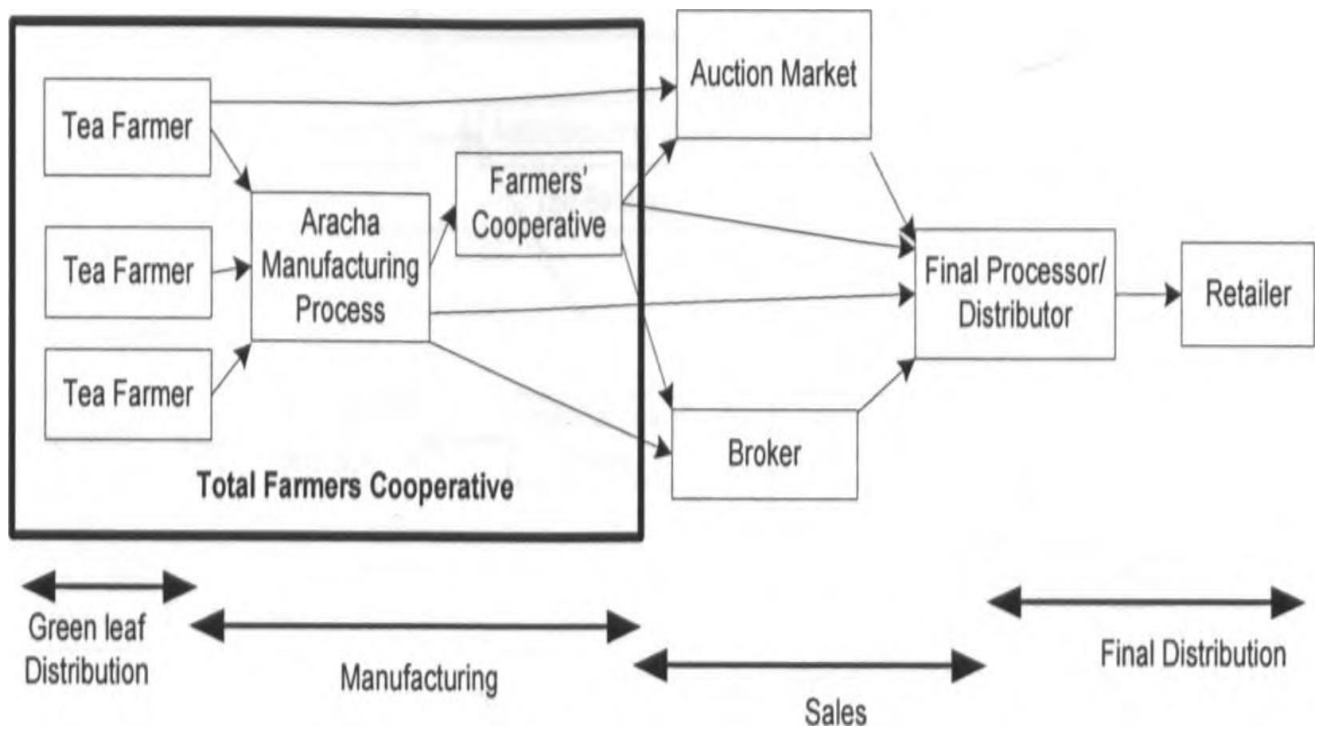 Auction Market
Tea Farmer
Farmers'
Cooperative
Aracha
Manufacturing
Process
Tea Farmer
Final Processor/
Distributor
Retailer
Tea Farmer
Broker
Total Farmers Cooperative
Green leaf
Distribution
Manufacturing
Sales
Final Distribution